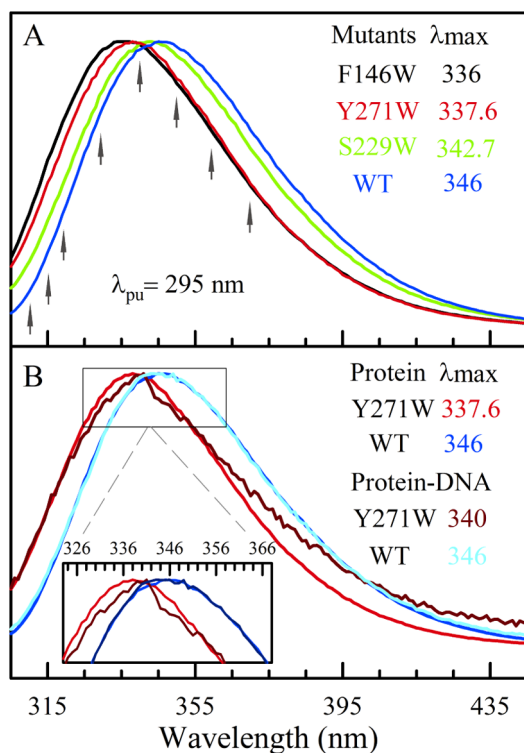 A
Mutants λmax
F146W 336
Y271W 337.6
S229W 342.7
WT 346
λpu= 295 nm
B
Protein λmax
Y271W 337.6
WT 346
Protein-DNA
Y271W 340
WT 346
326 336 346 356 366
315 355 395 435
Wavelength (nm)